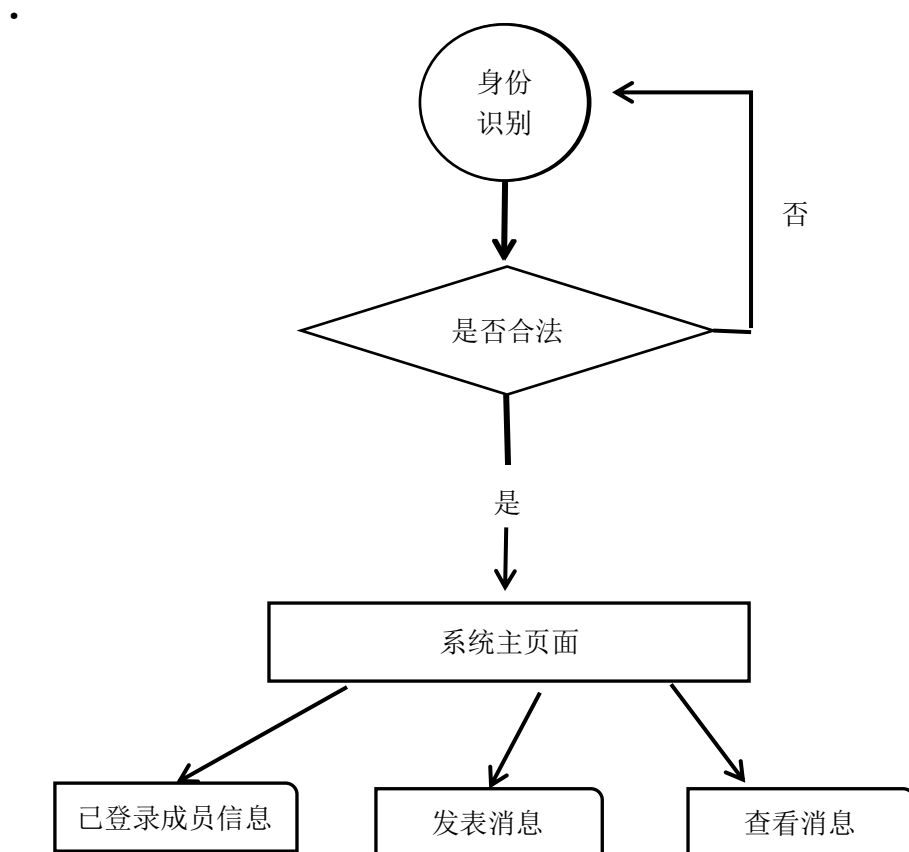 身份
识别
否
是否合法
是
系统主页面
已登录成员信息
发表消息
查看消息